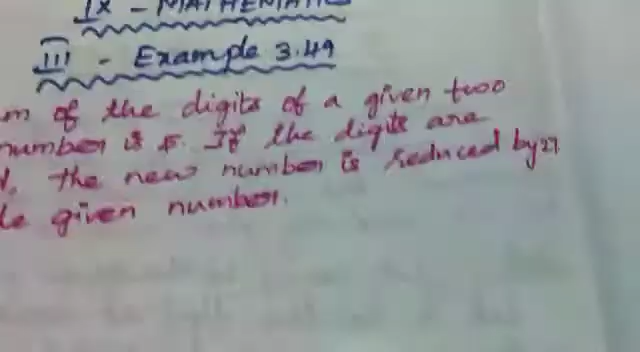 IX - MATHEMATIC
III - Example 3.49
m of the digits of a given two
number is 5. If the digits are
d, the new number is reduced by 27
le given number.